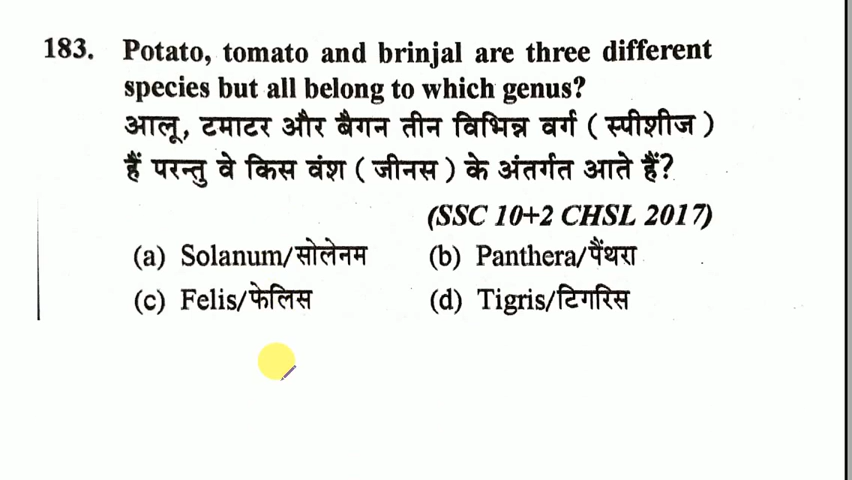 183. Potato, tomato and brinjal are three different
species but all belong to which genus?
आलू, टमाटर और बैगन तीन विभिन्न वर्ग ( स्पीशीज )
हैं परन्तु वे किस वंश ( जीनस ) के अंतर्गत आते हैं?
(SSC 10+2 CHSL 2017)
(a) Solanum/सोलेनम (b) Panthera/पैंथरा
(c) Felis/फेलिस (d) Tigris/टिगरिस